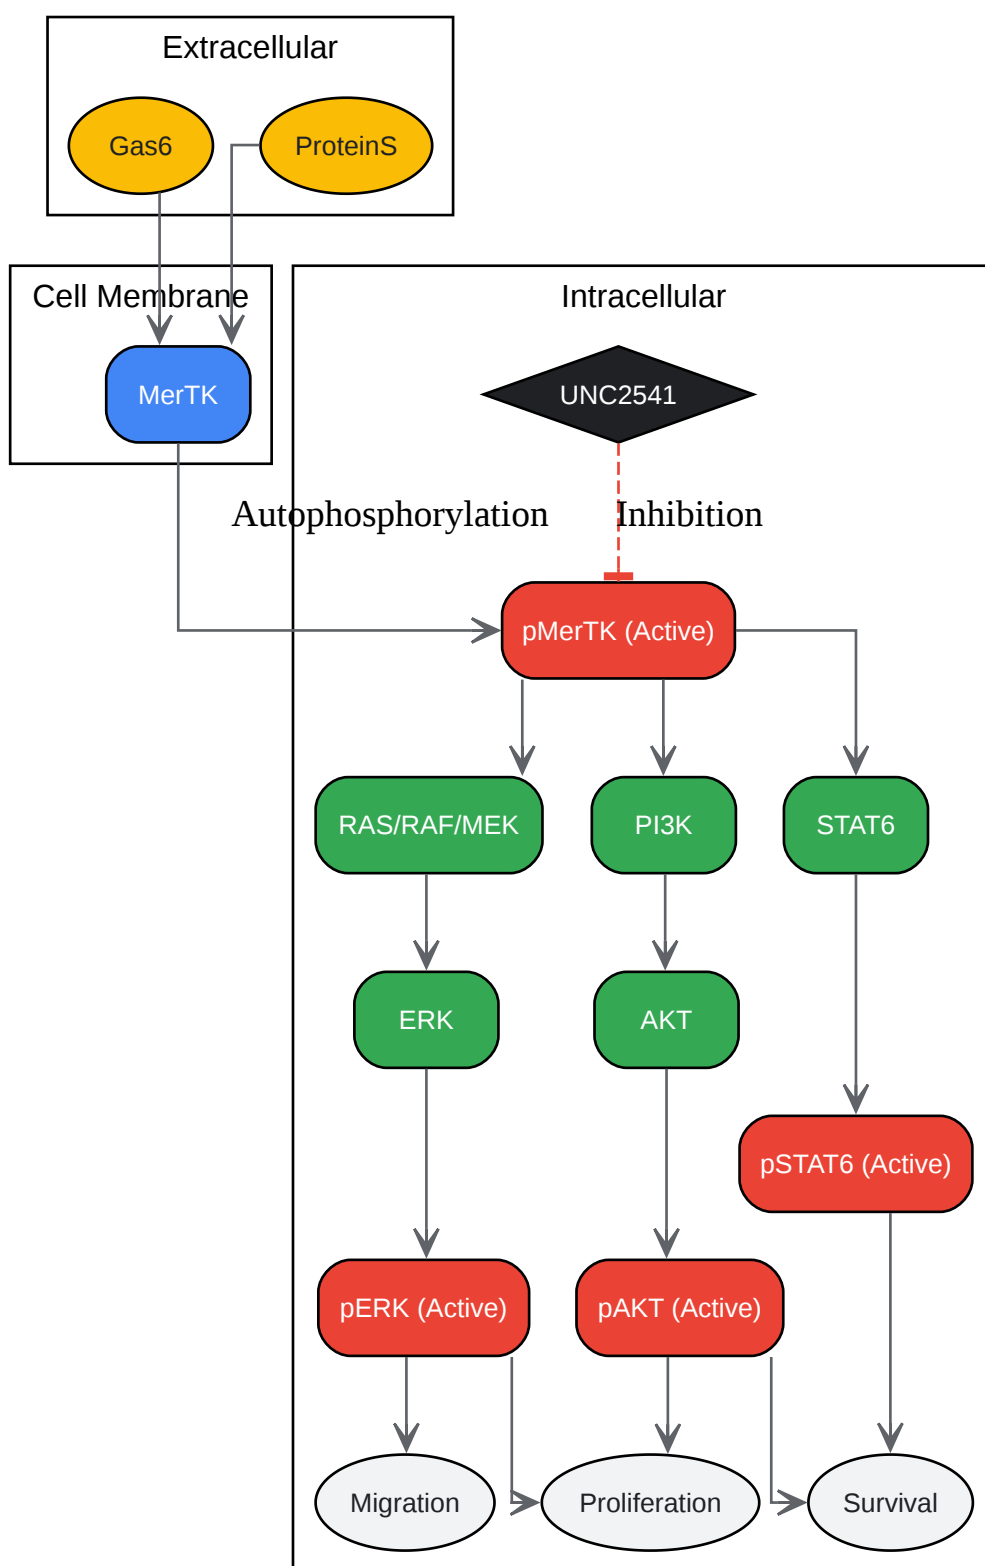 Extracellular
Gas6
ProteinS
Cell Membrane
Intracellular
MerTK
UNC2541
Autophosphorylation
Inhibition
pMerTK (Active)
RAS/RAF/MEK
PI3K
STAT6
ERK
AKT
pSTAT6 (Active)
pERK (Active)
pAKT (Active)
Migration
Proliferation
Survival